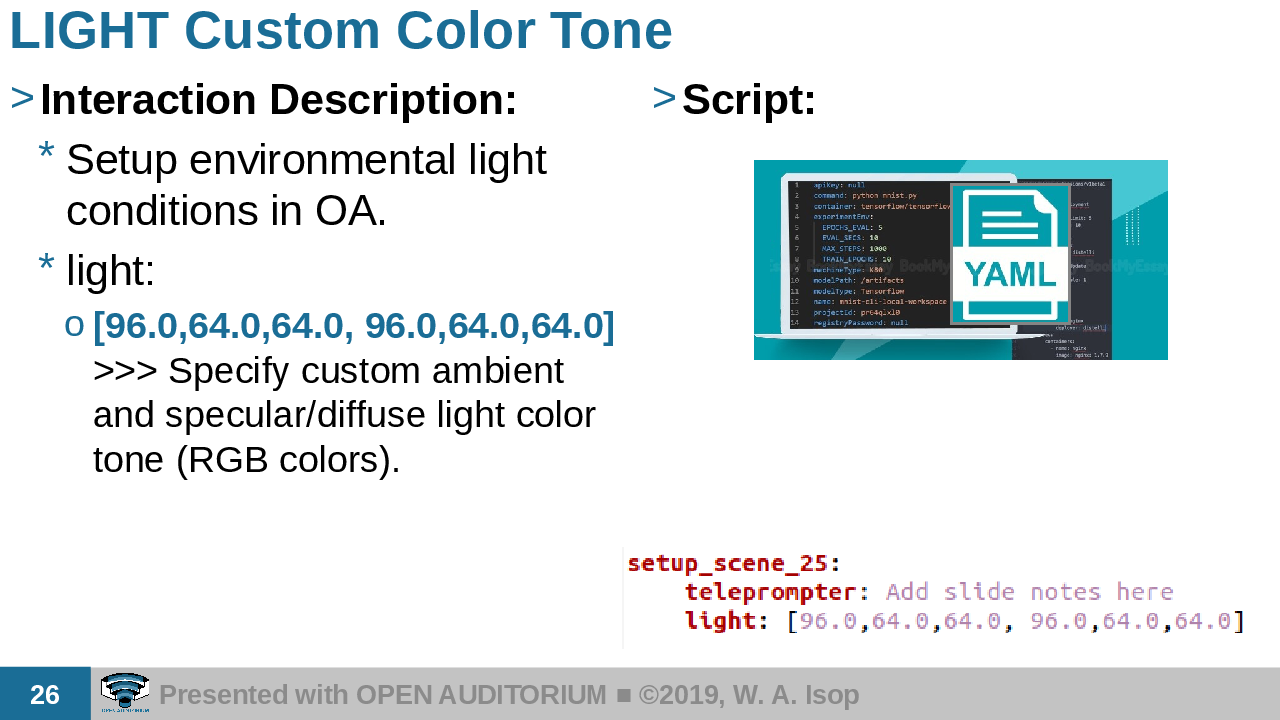 LIGHT Custom Color Tone
> Interaction Description:
* Setup environmental light
conditions in OA.
* light:
o [96.0,64.0,64.0, 96.0,64.0,64.0]
>>> Specify custom ambient
and specular/diffuse light color
tone (RGB colors).
> Script:
1 apiKey: null
2 command: python mnist.py
3 container: tensorflow/tensorflow
4 experimentEnv:
5 EPOCHS_EVAL: 5
6 EVAL_SECS: 10
7 MAX_STEPS: 1000
8 TRAIN_EPOCHS: 10
9 machineType: K80
10 modelPath: /artifacts
11 modelType: Tensorflow
12 name: mnist-cli-local-workspace
13 projectId:
14 registryPassword: null
YAML
containers:
- name: nginx
setup_scene_25:
teleprompter: Add slide notes here
light: [96.0,64.0,64.0, 96.0,64.0,64.0]
26
OPEN AUDITORIUM
Presented with OPEN AUDITORIUM ■ ©2019, W. A. Isop